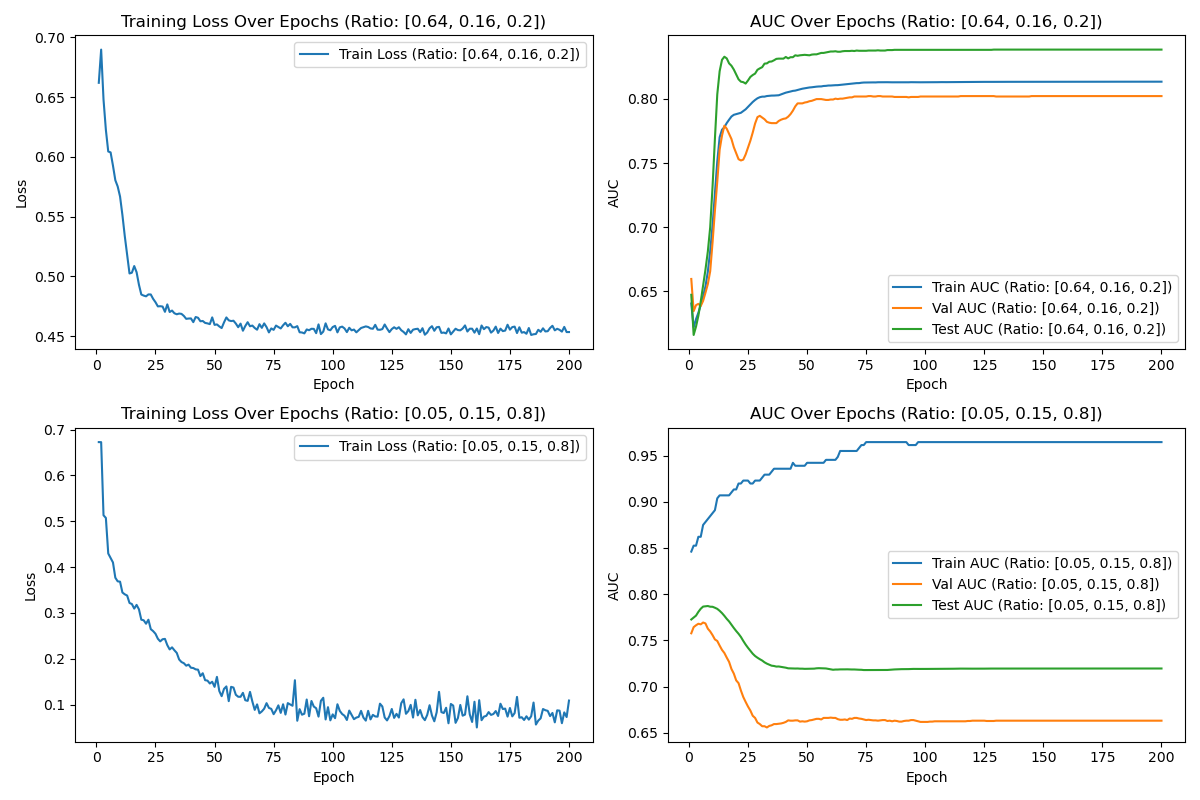 Training Loss Over Epochs (Ratio: [0.64, 0.16, 0.2])
0.70
0.65
0.60
0.55
0.50
0.45
Loss
Train Loss (Ratio: [0.64, 0.16, 0.2])
0 25 50 75 100 125 150 175 200
Epoch
AUC Over Epochs (Ratio: [0.64, 0.16, 0.2])
0.80
0.75
0.70
0.65
AUC
Train AUC (Ratio: [0.64, 0.16, 0.2])
Val AUC (Ratio: [0.64, 0.16, 0.2])
Test AUC (Ratio: [0.64, 0.16, 0.2])
0 25 50 75 100 125 150 175 200
Epoch
Training Loss Over Epochs (Ratio: [0.05, 0.15, 0.8])
0.7
0.6
0.5
0.4
0.3
0.2
0.1
Loss
Train Loss (Ratio: [0.05, 0.15, 0.8])
0 25 50 75 100 125 150 175 200
Epoch
AUC Over Epochs (Ratio: [0.05, 0.15, 0.8])
0.95
0.90
0.85
0.80
0.75
0.70
0.65
AUC
Train AUC (Ratio: [0.05, 0.15, 0.8])
Val AUC (Ratio: [0.05, 0.15, 0.8])
Test AUC (Ratio: [0.05, 0.15, 0.8])
0 25 50 75 100 125 150 175 200
Epoch